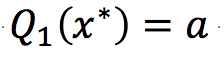 Q₁(x*) = a